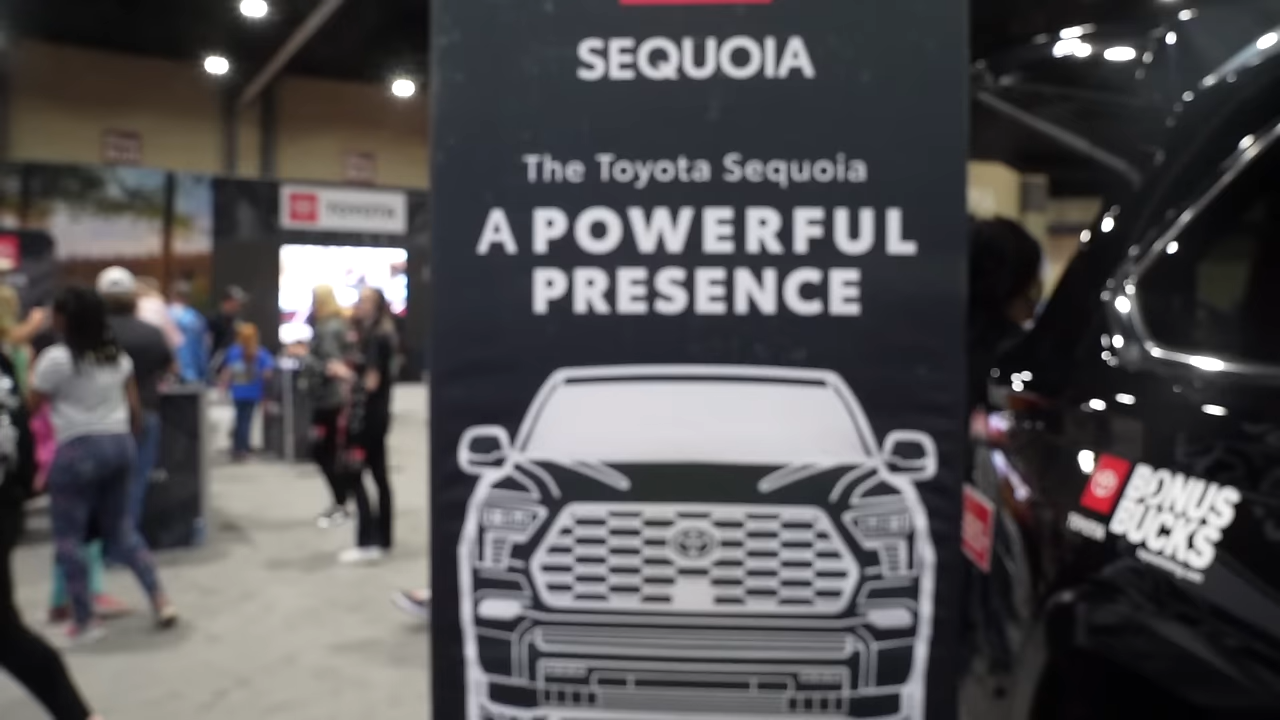 SEQUOIA
The Toyota Sequoia
A POWERFUL
PRESENCE
TOYOTA
BONUS
BUCKS